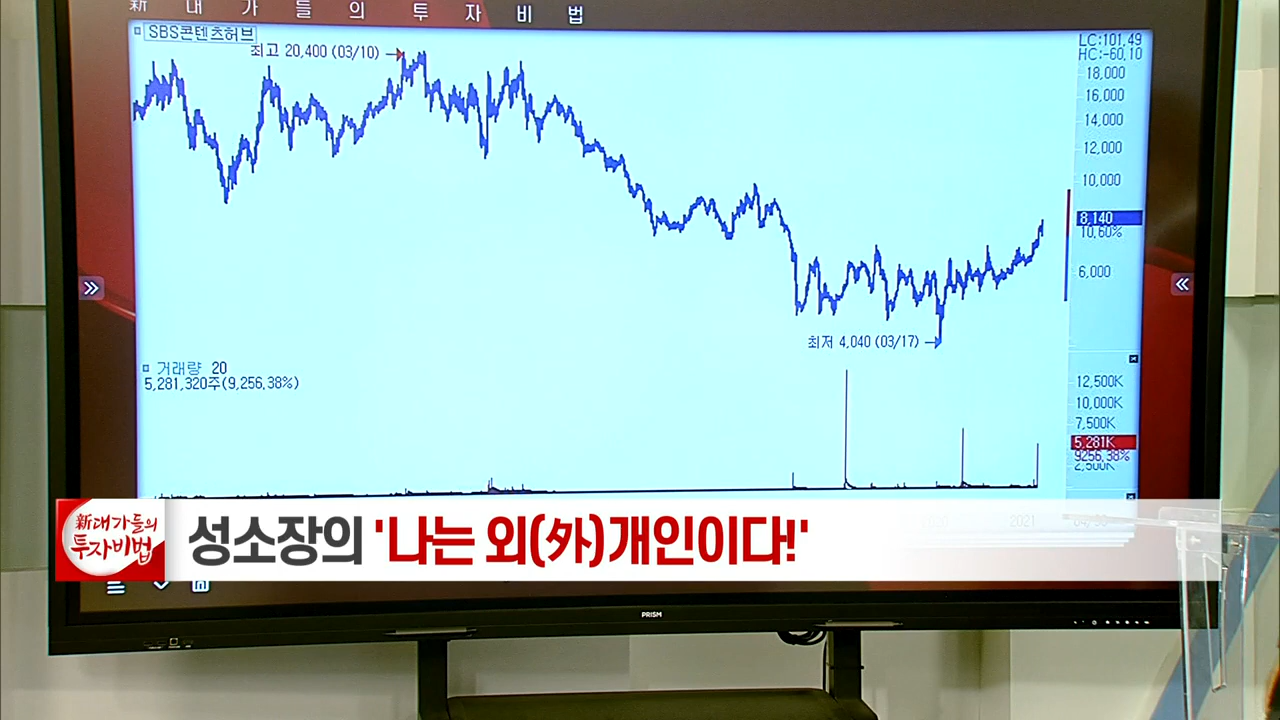 新 대가들의 투자비법
SBS콘텐츠허브
최고 20,400 (03/10)
LC:101.49
HC:-60.10
18,000
16,000
14,000
12,000
10,000
8,140
10.60%
6,000
최저 4,040 (03/17)
거래량 20
5,281,320주(9,256.38%)
12,500K
10,000K
7,500K
5,281K
9256.38%
2,500K
2021
新대가들의
투자비법
성소장의 '나는 외(外)개인이다!'
PRISM